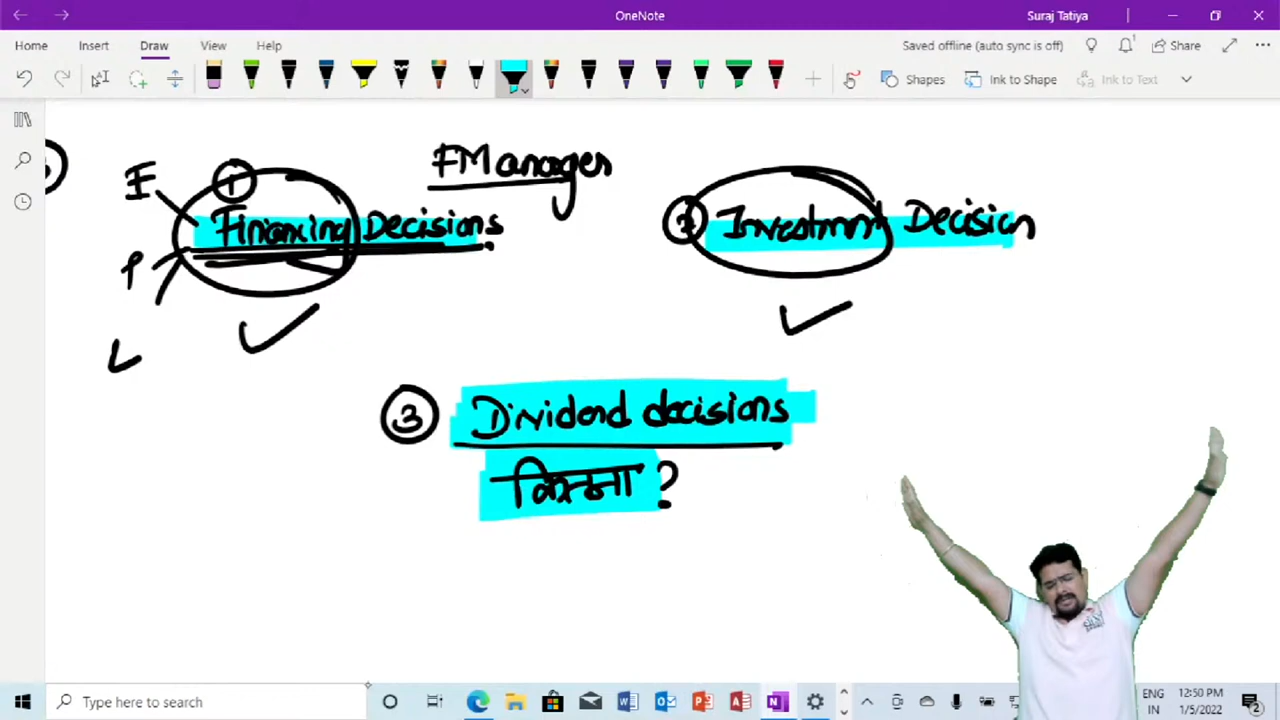 OneNote
Suraj Tatiya
Home Insert Draw View Help
Saved offline (auto sync is off)
Share
Shapes
Ink to Shape
Ink to Text
FManager
E
1
Financing Decisions
P
2 Investment Decision
3 Dividend decisions
कितना?
Type here to search
ENG
IN
12:50 PM
1/5/2022
2